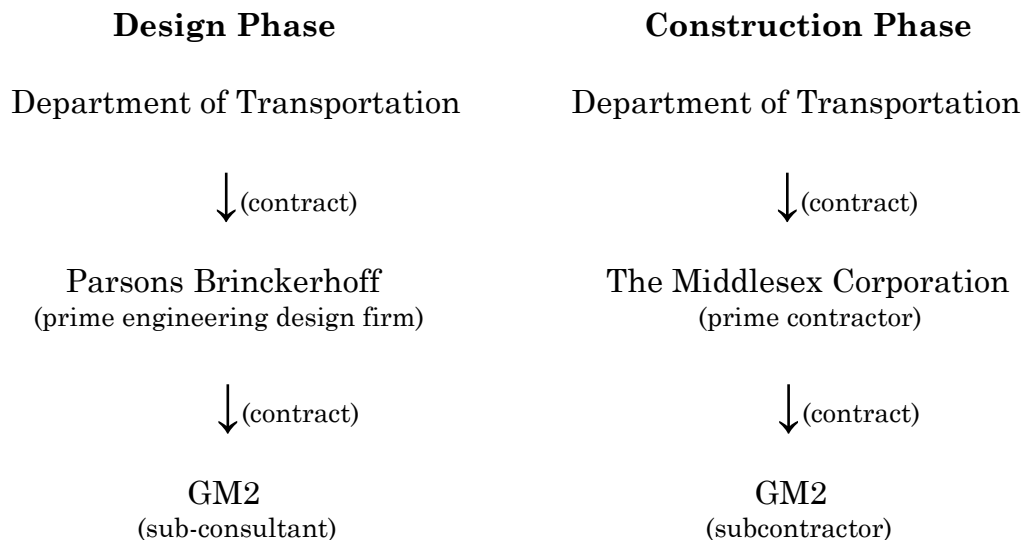 Design Phase
Department of Transportation
(contract)
Parsons Brinckerhoff
(prime engineering design firm)
(contract)
GM2
(sub-consultant)
Construction Phase
Department of Transportation
(contract)
The Middlesex Corporation
(prime contractor)
(contract)
GM2
(subcontractor)